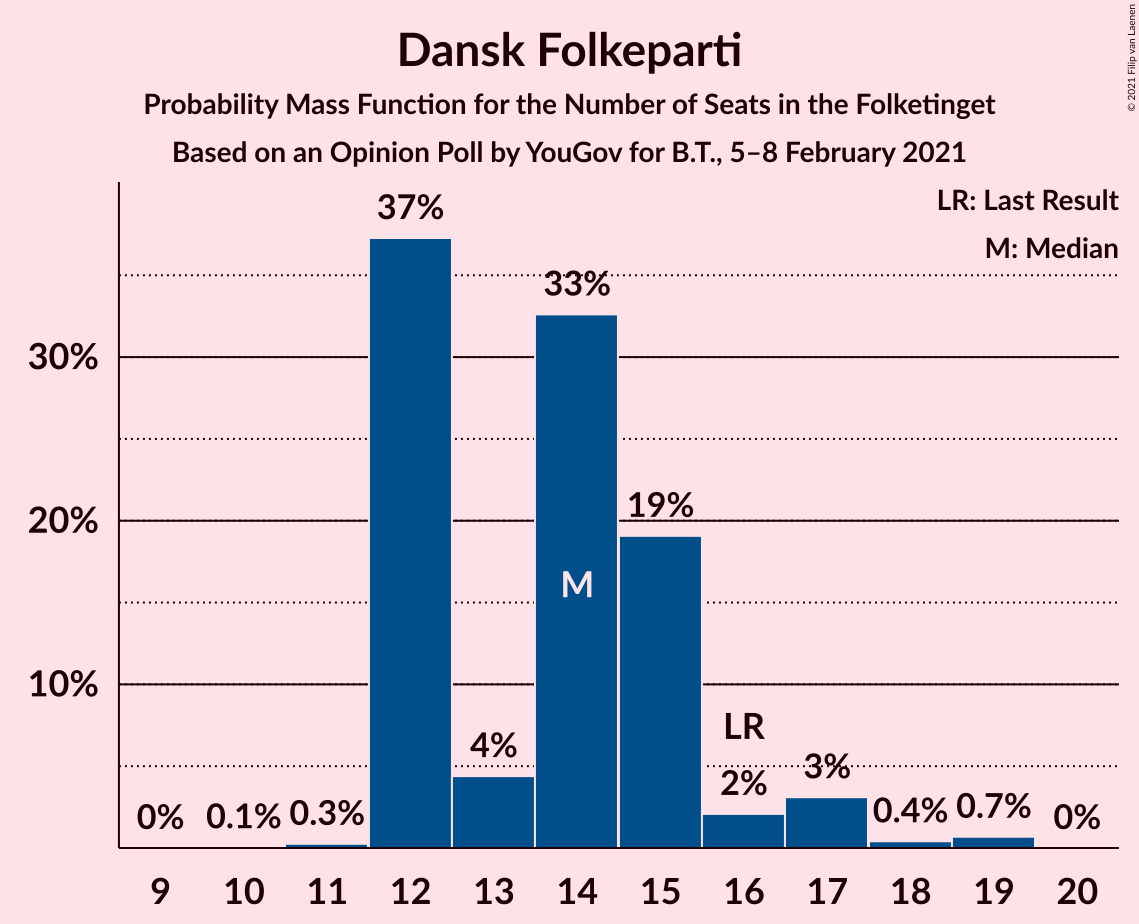 Dansk Folkeparti
Probability Mass Function for the Number of Seats in the Folketinget
Based on an Opinion Poll by YouGov for B.T., 5–8 February 2021
© 2021 Filip van Laenen
LR: Last Result
M: Median
37%
33%
30%
20%
19%
M
10%
LR
4%
3%
2%
0%
0.1%
0.3%
0.4%
0.7%
0%
9 10 11 12 13 14 15 16 17 18 19 20